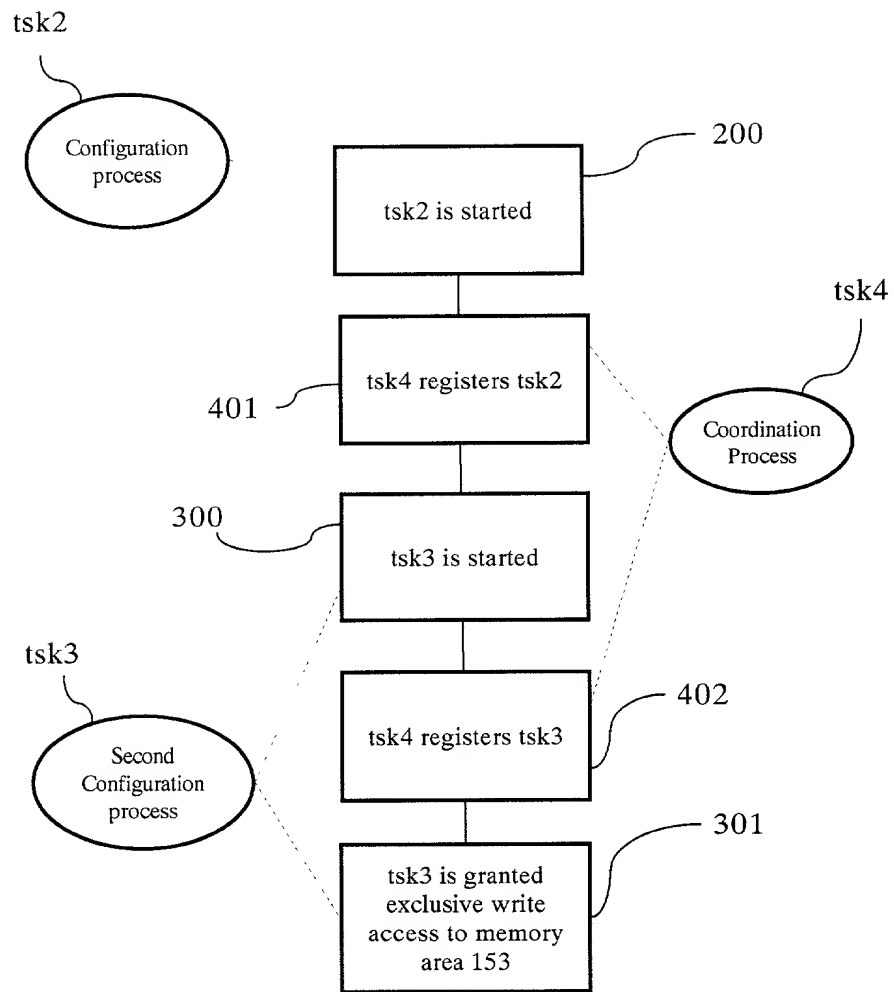 tsk2
Configuration
process
200
tsk2 is started
tsk4
tsk4 registers tsk2
401
Coordination
Process
300
tsk3 is started
tsk3
402
tsk4 registers tsk3
Second
Configuration
process
301
tsk3 is granted
exclusive write
access to memory
area 153